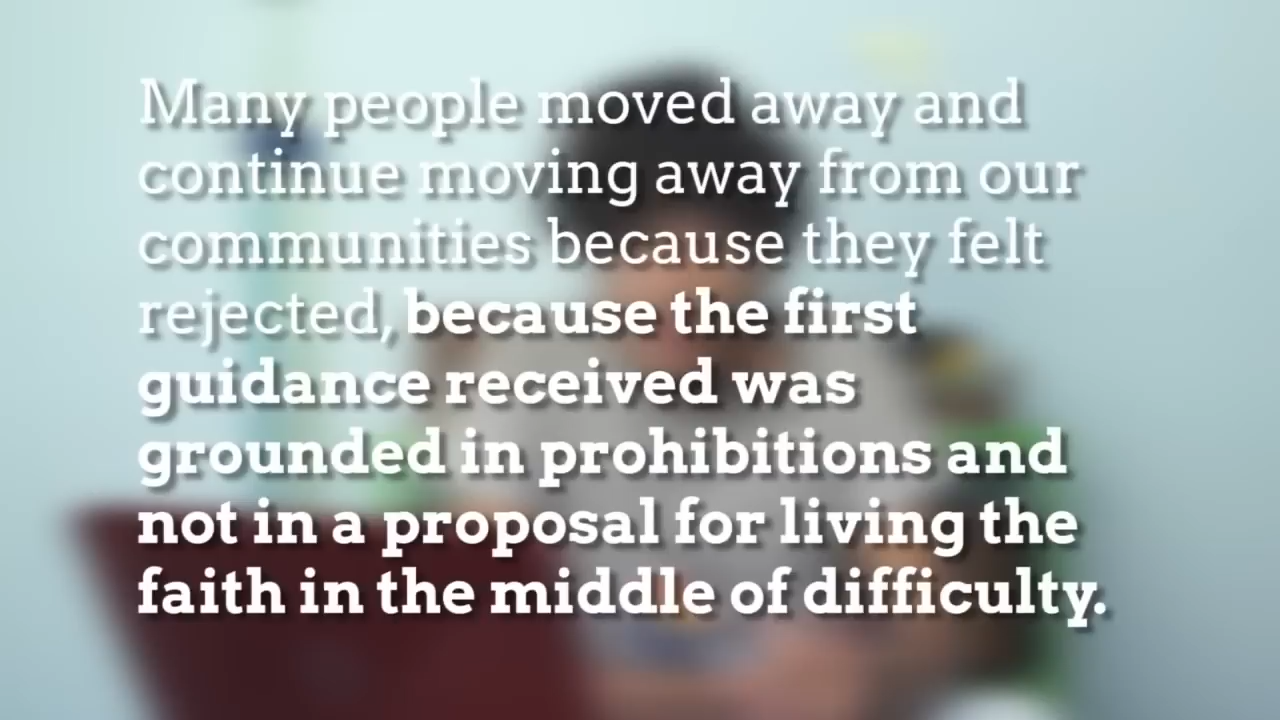 Many people moved away and
continue moving away from our
communities because they felt
rejected, because the first
guidance received was
grounded in prohibitions and
not in a proposal for living the
faith in the middle of difficulty.